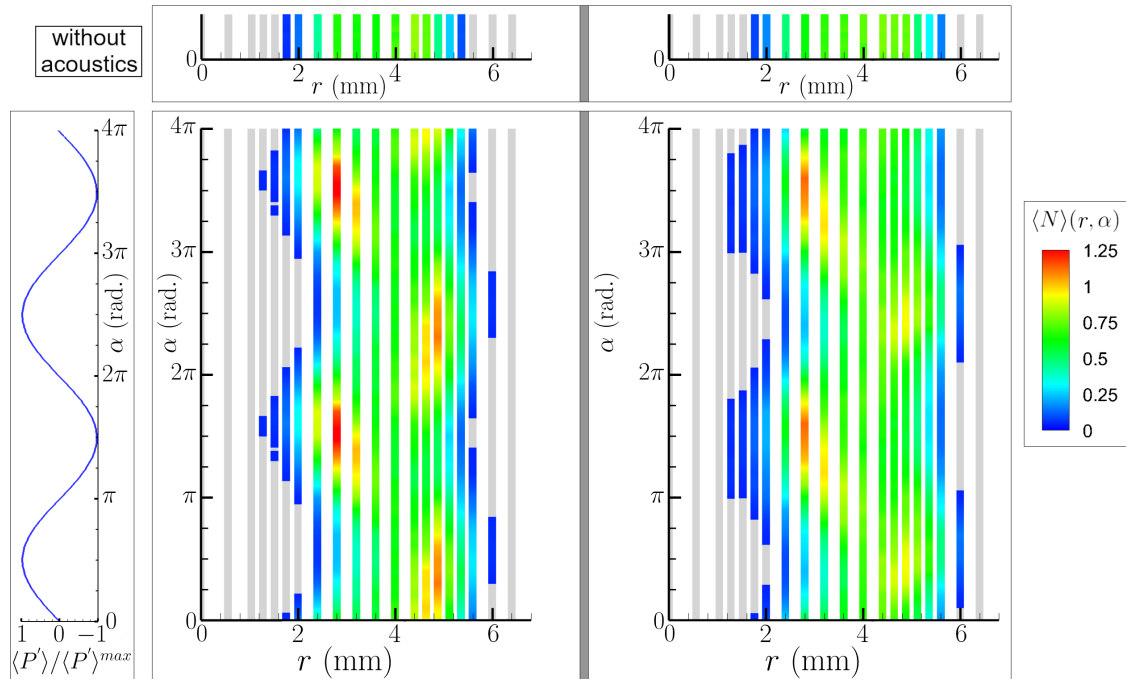 without
acoustics
0
0 2 4 6
r (mm)
0
0 2 4 6
r (mm)
4π
3π
2π
π
0
α (rad.)
1 0 −1
⟨P′⟩/⟨P′⟩^max
4π
3π
2π
π
0
α (rad.)
0 2 4 6
r (mm)
4π
3π
2π
π
0
α (rad.)
0 2 4 6
r (mm)
⟨N⟩(r, α)
1.25
1
0.75
0.5
0.25
0